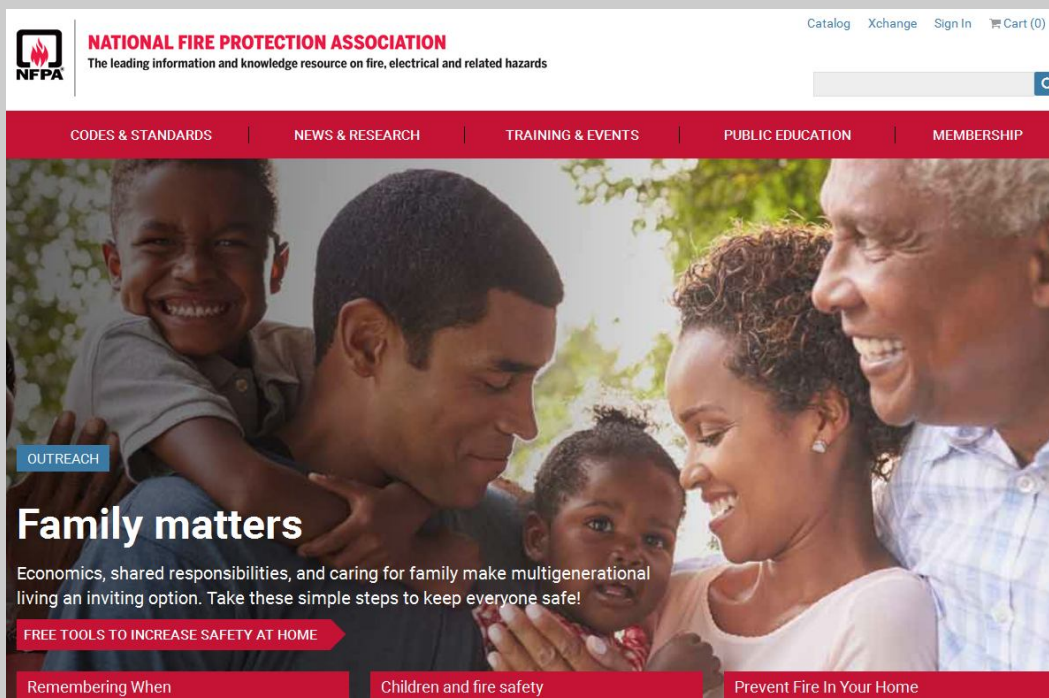 Catalog Xchange Sign In Cart (0)
NFPA
NATIONAL FIRE PROTECTION ASSOCIATION
The leading information and knowledge resource on fire, electrical and related hazards
CODES & STANDARDS NEWS & RESEARCH TRAINING & EVENTS PUBLIC EDUCATION MEMBERSHIP
OUTREACH
Family matters
Economics, shared responsibilities, and caring for family make multigenerational
living an inviting option. Take these simple steps to keep everyone safe!
FREE TOOLS TO INCREASE SAFETY AT HOME
Remembering When Children and fire safety Prevent Fire In Your Home